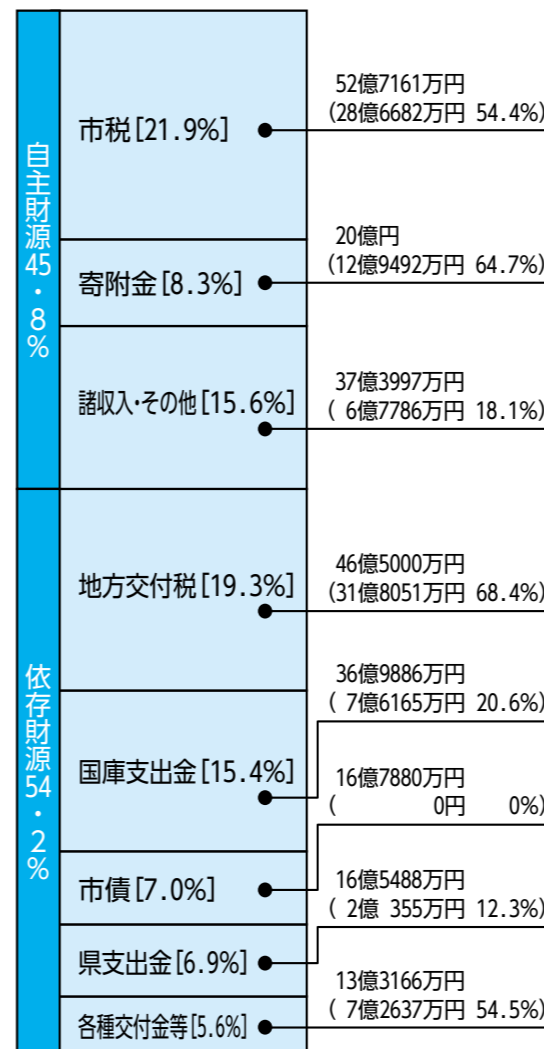 自主財源45・8%
市税[21.9%]
52億7161万円
(28億6682万円 54.4%)
寄附金[8.3%]
20億円
(12億9492万円 64.7%)
諸収入・その他[15.6%]
37億3997万円
( 6億7786万円 18.1%)
依存財源54・2%
地方交付税[19.3%]
46億5000万円
(31億8051万円 68.4%)
国庫支出金[15.4%]
36億9886万円
( 7億6165万円 20.6%)
市債[7.0%]
16億7880万円
( 0円 0%)
県支出金[6.9%]
16億5488万円
( 2億 355万円 12.3%)
各種交付金等[5.6%]
13億3166万円
( 7億2637万円 54.5%)